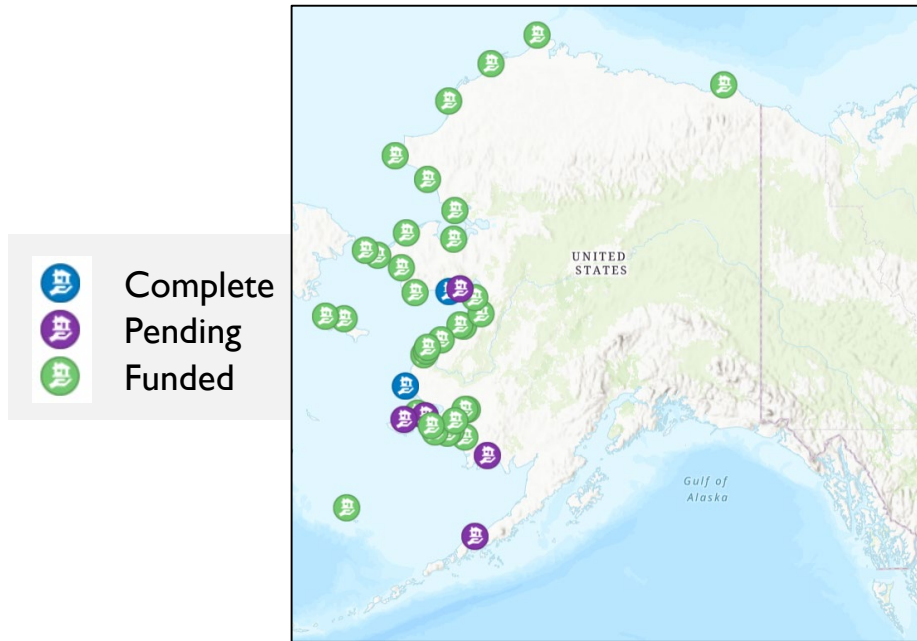 Complete
Pending
Funded
UNITED
STATES
Gulf of
Alaska